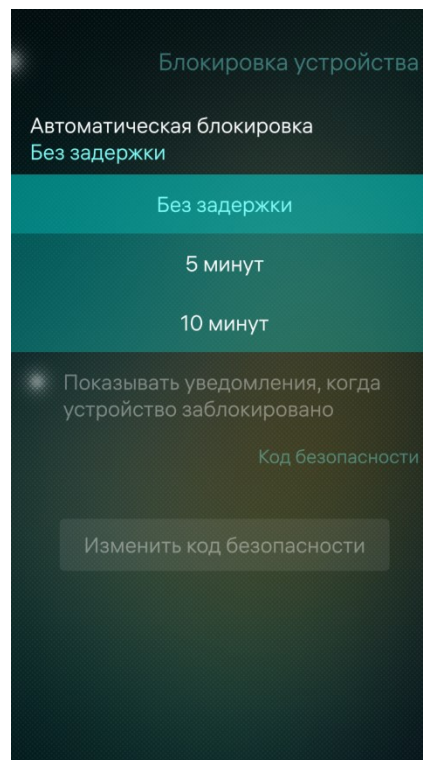 Блокировка устройства
Автоматическая блокировка
Без задержки
Без задержки
5 минут
10 минут
Показывать уведомления, когда
устройство заблокировано
Код безопасности
Изменить код безопасности